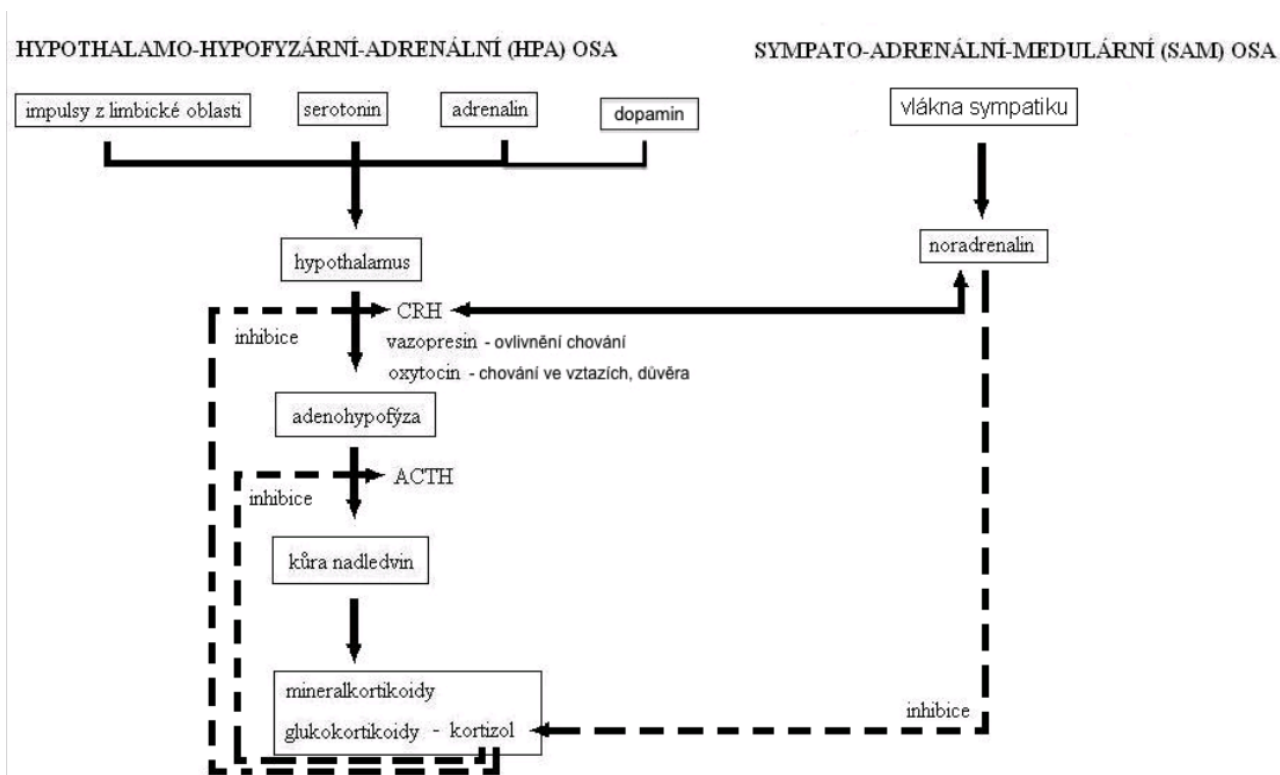 HYPOTHALAMO-HYPOFYZÁRNÍ-ADRENÁLNÍ (HPA) OSA
SYMPATO-ADRENÁLNÍ-MEDULÁRNÍ (SAM) OSA
impulsy z limbické oblasti
serotonin
adrenalin
dopamin
vlákna sympatiku
hypothalamus
noradrenalin
CRH
inhibice
vazopresin - ovlivnění chování
oxytocin - chování ve vztazích, důvěra
adenohypofýza
ACTH
inhibice
kůra nadledvin
mineralkortikoidy
glukokortikoidy - kortizol
inhibice